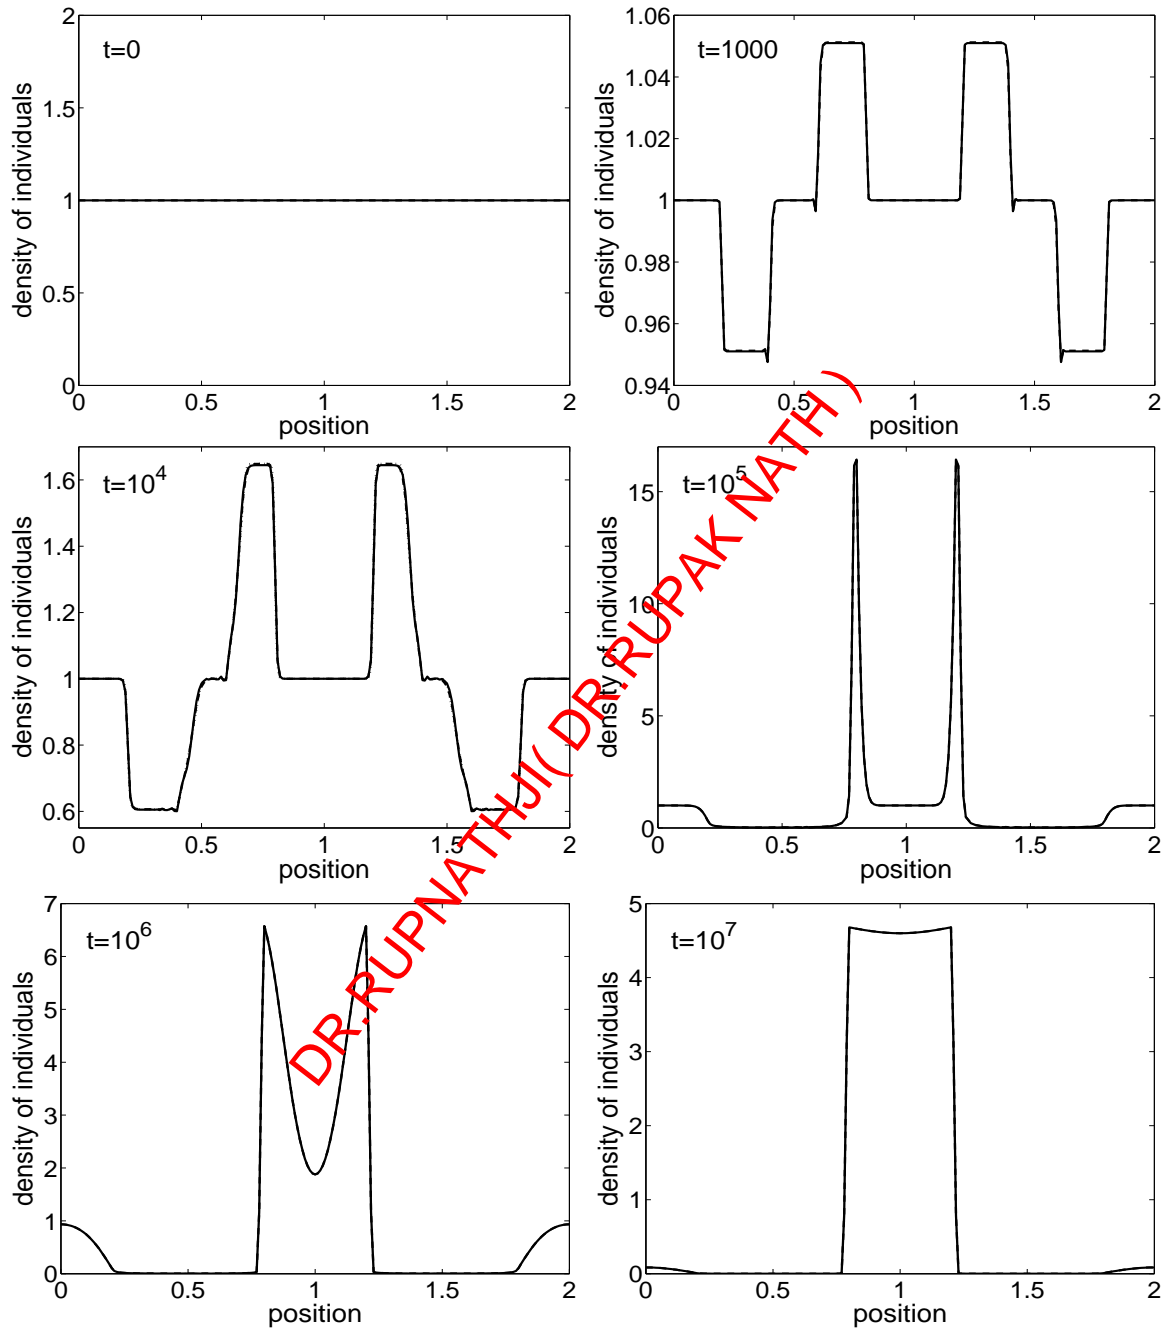 2
1.5
1
0.5
0
t=0
density of individuals
0 0.5 1 1.5 2
position
1.06
1.04
1.02
1
0.98
0.96
0.94
t=1000
density of individuals
0 0.5 1 1.5 2
position
1.6
1.4
1.2
1
0.8
0.6
t=10^4
density of individuals
0 0.5 1 1.5 2
position
15
10
5
0
t=10^5
density of individuals
0 0.5 1 1.5 2
position
7
6
5
4
3
2
1
0
t=10^6
density of individuals
0 0.5 1 1.5 2
position
5
4
3
2
1
0
t=10^7
density of individuals
0 0.5 1 1.5 2
position
DR.RUPNATHJI( DR.RUPAK NATH )